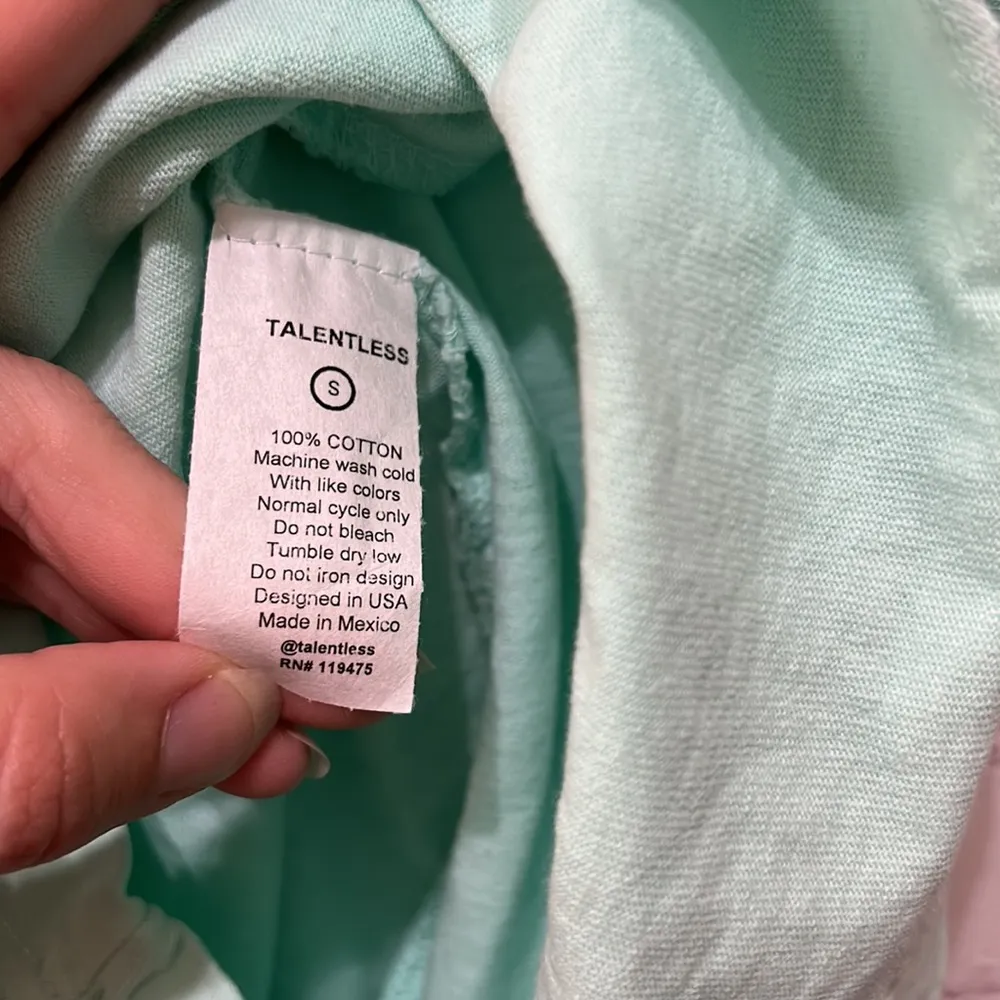 TALENTLESS
S
100% COTTON
Machine wash cold
With like colors
Normal cycle only
Do not bleach
Tumble dry low
Do not iron design
Designed in USA
Made in Mexico
@talentless
RN# 119475